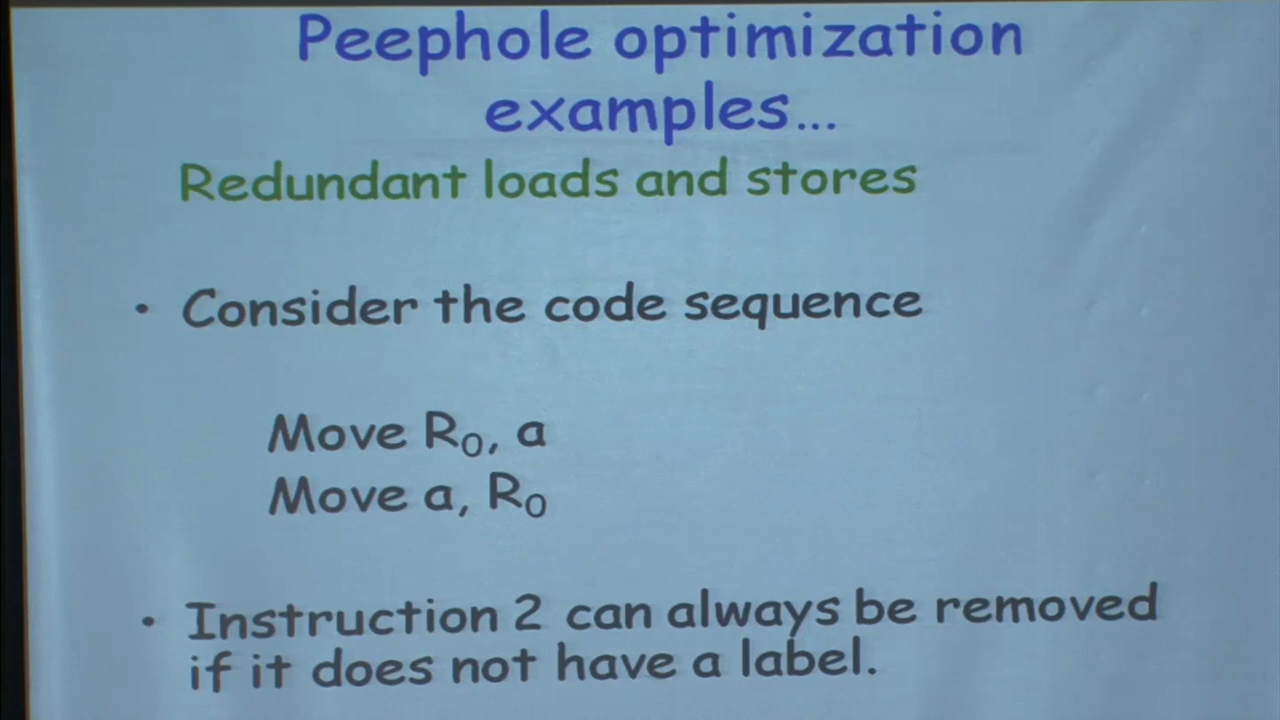 Peephole optimization
examples...
Redundant loads and stores
• Consider the code sequence
Move R₀, a
Move a, R₀
• Instruction 2 can always be removed
if it does not have a label.